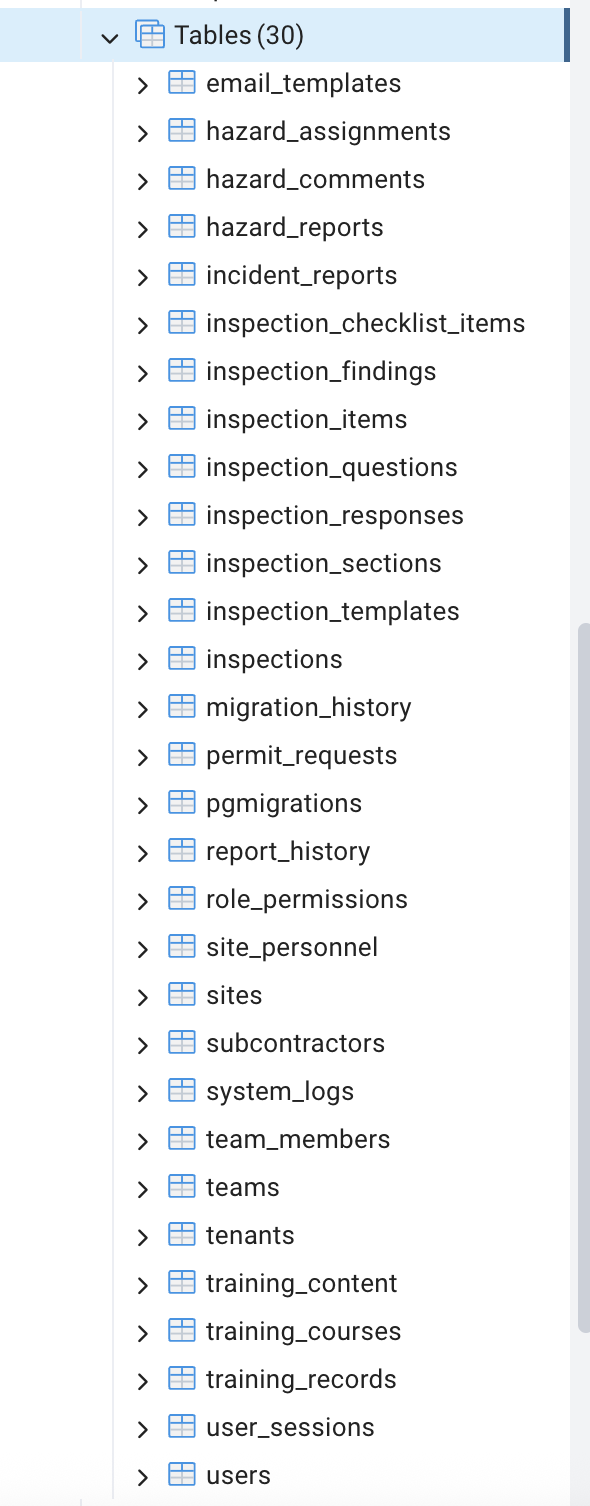 Tables (30)
email_templates
hazard_assignments
hazard_comments
hazard_reports
incident_reports
inspection_checklist_items
inspection_findings
inspection_items
inspection_questions
inspection_responses
inspection_sections
inspection_templates
inspections
migration_history
permit_requests
pgmigrations
report_history
role_permissions
site_personnel
sites
subcontractors
system_logs
team_members
teams
tenants
training_content
training_courses
training_records
user_sessions
users